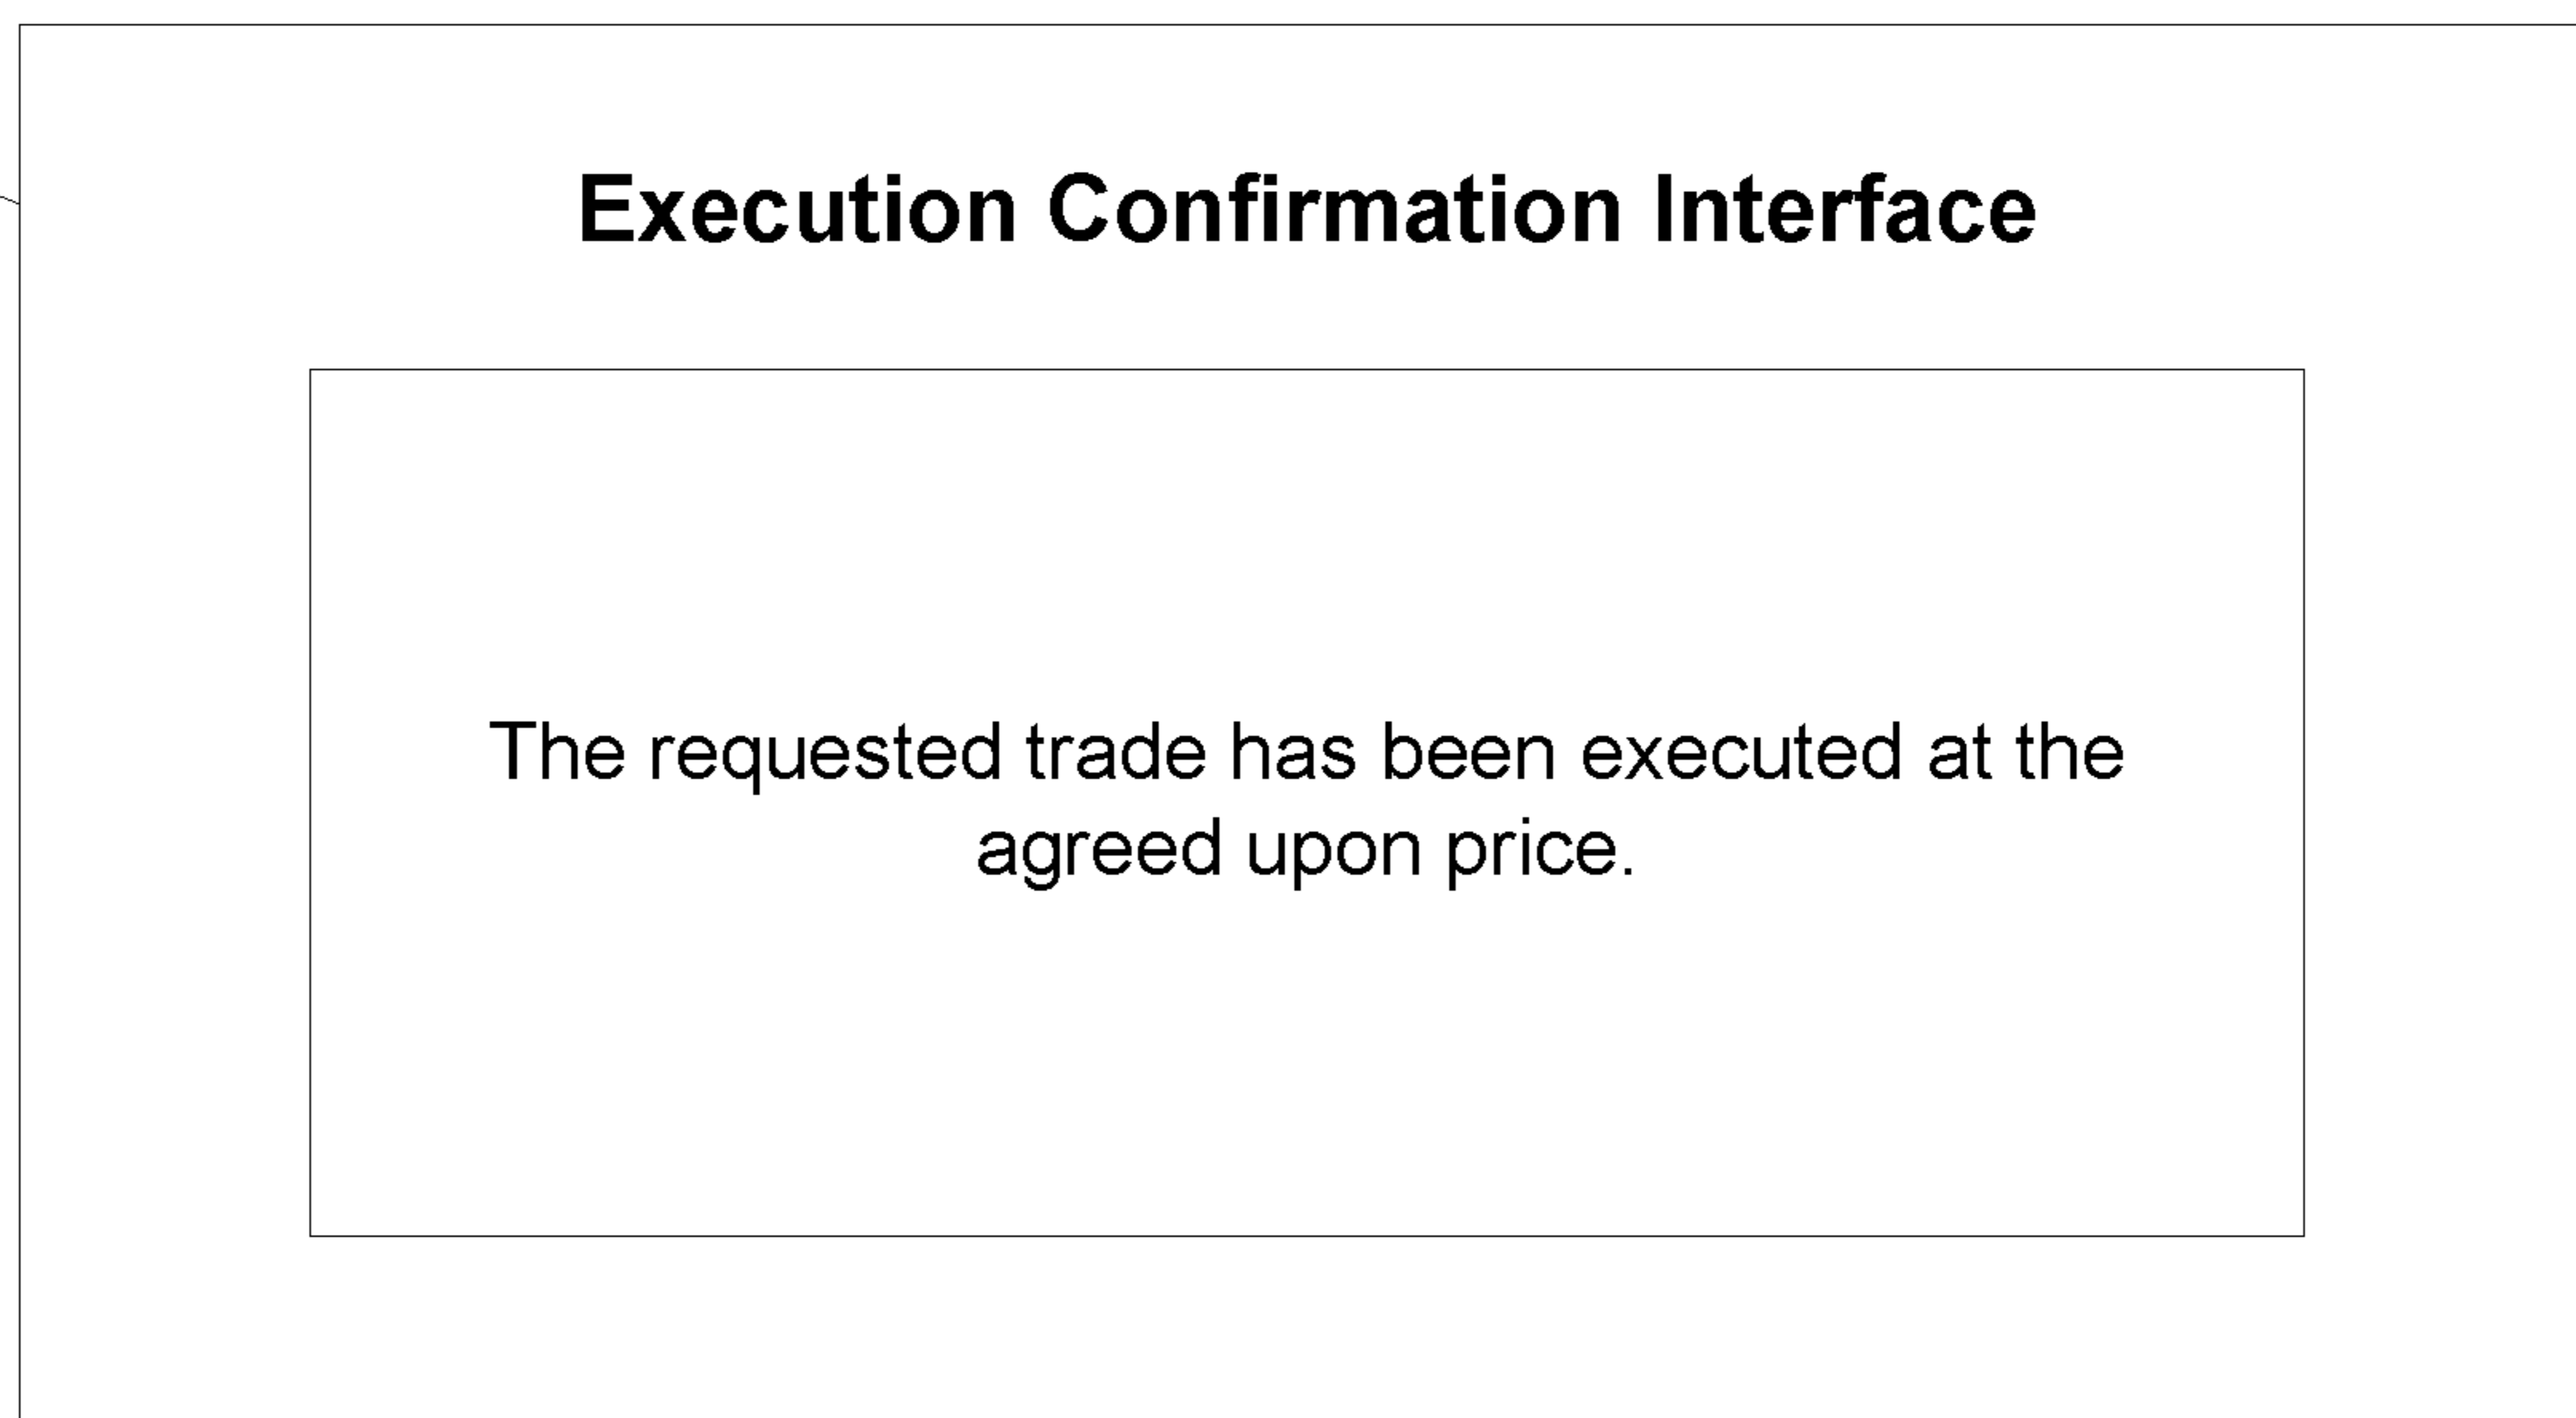 Execution Confirmation Interface
The requested trade has been executed at the
agreed upon price.